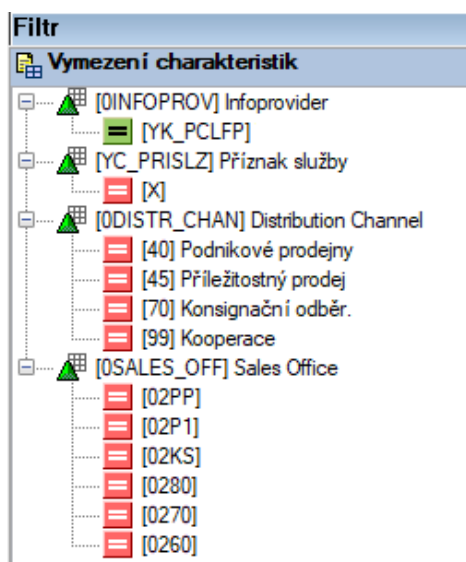 Filtr
Vymezení charakteristik
[0INFOPROV] Infoprovider
[YK_PCLFP]
[YC_PRISLZ] Příznak služby
[X]
[0DISTR_CHAN] Distribution Channel
[40] Podnikové prodejny
[45] Příležitostný prodej
[70] Konsignační odběr.
[99] Kooperace
[0SALES_OFF] Sales Office
[02PP]
[02P1]
[02KS]
[0280]
[0270]
[0260]